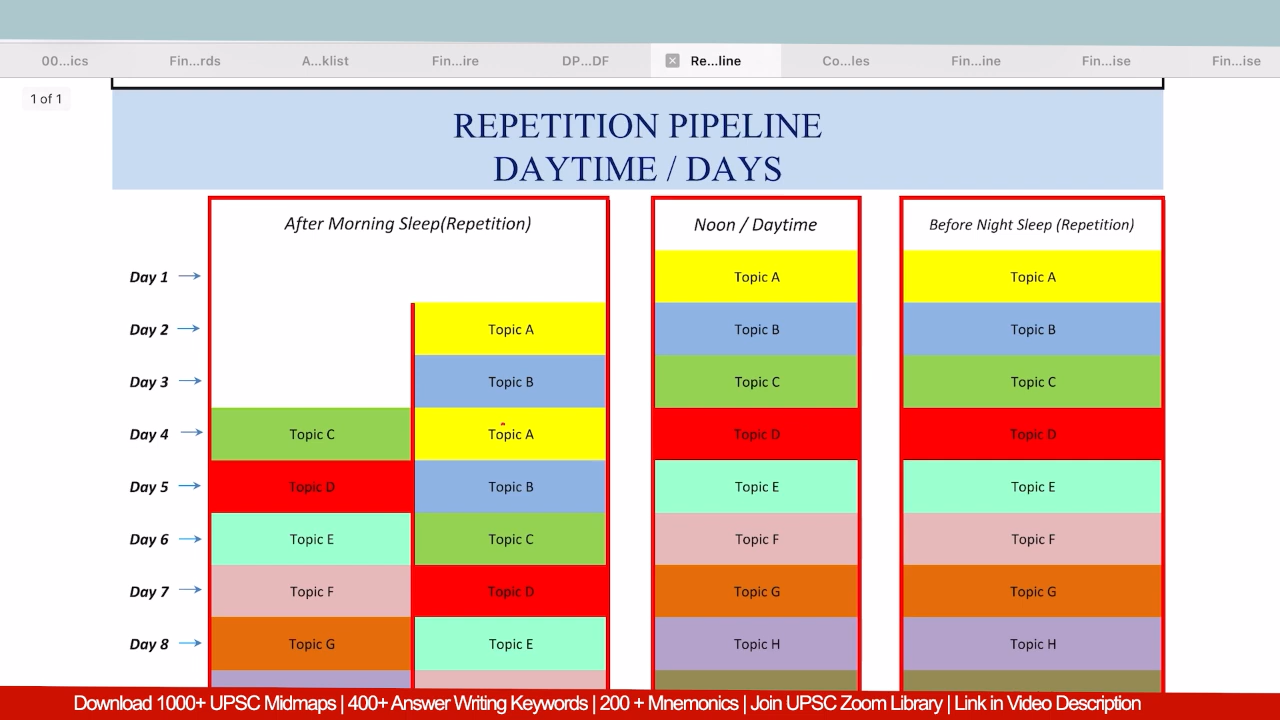 00...ics Fin...rds A...klist Fin...ire DP...DF Re...line Co...les Fin...ine Fin...ise Fin...ise
1 of 1
REPETITION PIPELINE
DAYTIME / DAYS
After Morning Sleep(Repetition) Noon / Daytime Before Night Sleep (Repetition)
Day 1 Topic A Topic A
Day 2 Topic A Topic B Topic B
Day 3 Topic B Topic C Topic C
Day 4 Topic C Topic A Topic D Topic D
Day 5 Topic D Topic B Topic E Topic E
Day 6 Topic E Topic C Topic F Topic F
Day 7 Topic F Topic D Topic G Topic G
Day 8 Topic G Topic E Topic H Topic H
Download 1000+ UPSC Midmaps | 400+ Answer Writing Keywords | 200 + Mnemonics | Join UPSC Zoom Library | Link in Video Description